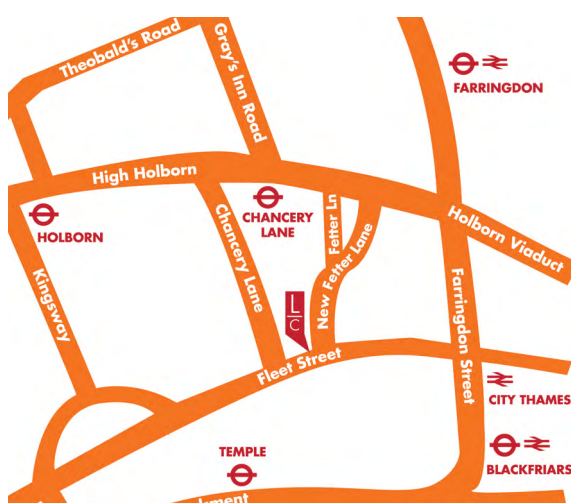 Theobald's Road
Gray's Inn Road
FARRINGDON
High Holborn
HOLBORN
CHANCERY
LANE
Fetter Ln
Holborn Viaduct
Chancery Lane
New Fetter Lane
Kingsway
L
C
Farringdon Street
Fleet Street
CITY THAMES
TEMPLE
BLACKFRIARS